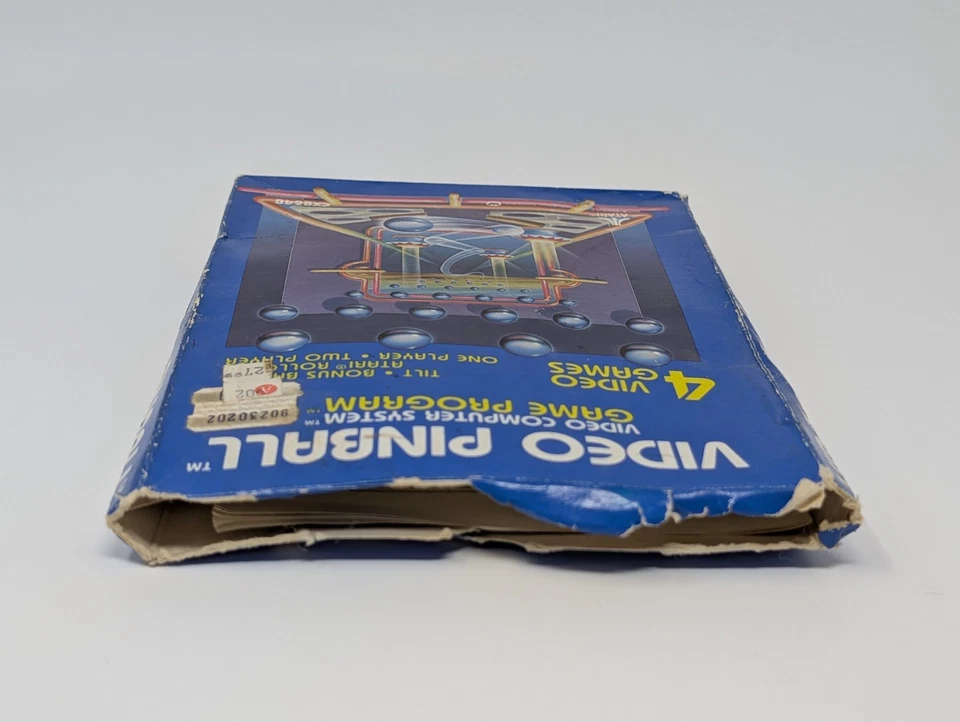 VIDEO PINBALL™
VIDEO COMPUTER SYSTEM™
GAME PROGRAM™
90230202
4 VIDEO
GAMES
TILT • BONUS
ATARI®
ONE PLAYER • TWO PLAYER
ATARI
CX2648